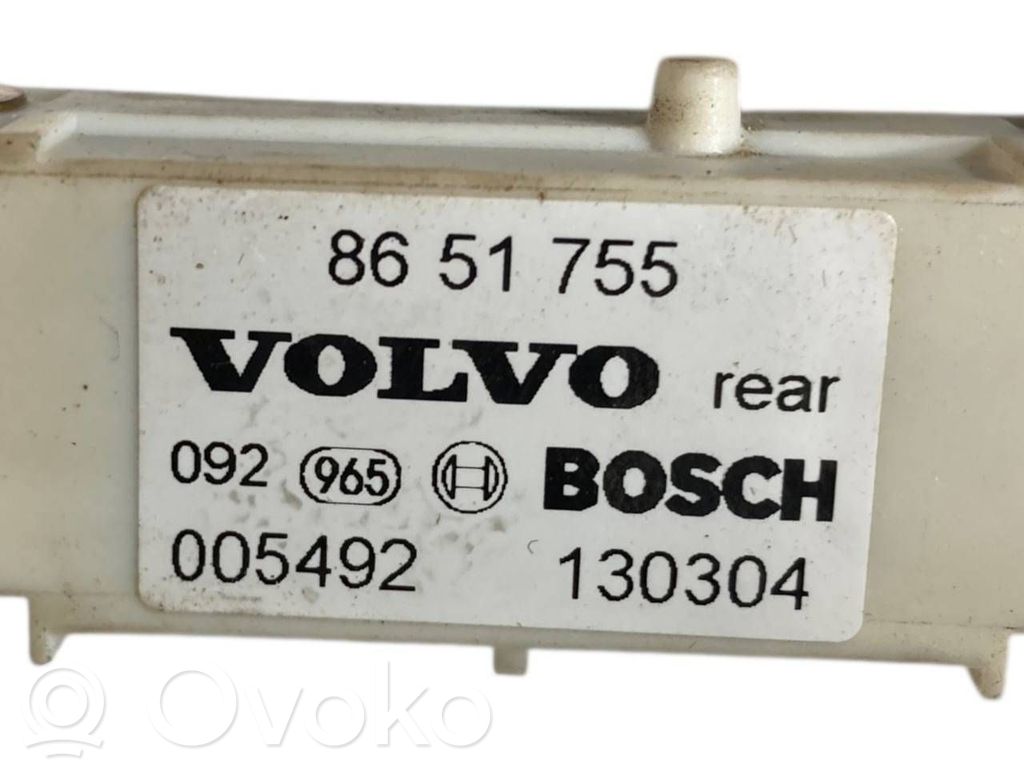 86 51 755
VOLVO rear
092 965 BOSCH
005492 130304
Ovoko